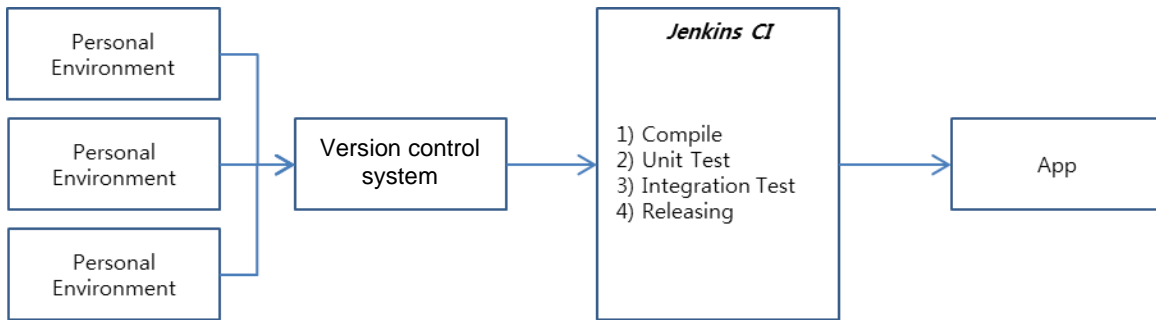 Personal
Environment
Personal
Environment
Personal
Environment
Version control
system
Jenkins CI
1) Compile
2) Unit Test
3) Integration Test
4) Releasing
App